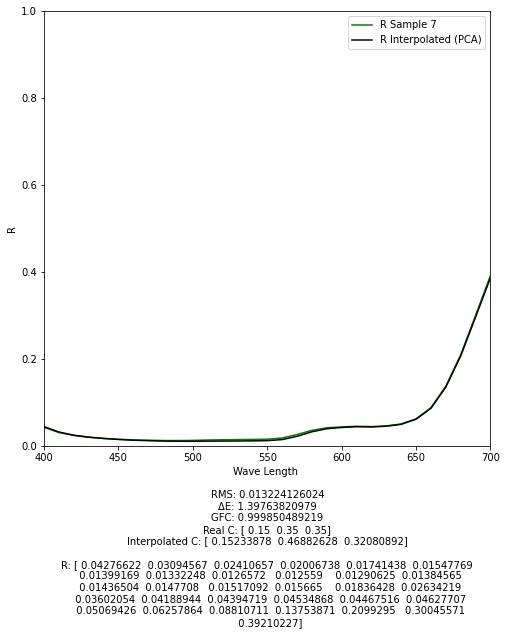 1.0
0.8
0.6
0.4
0.2
0.0
R
R Sample 7
R Interpolated (PCA)
400 450 500 550 600 650 700
Wave Length
RMS: 0.013224126024
ΔE: 1.39763820979
GFC: 0.999850489219
Real C: [ 0.15 0.35 0.35]
Interpolated C: [ 0.15233878 0.46882628 0.32080892]
R: [ 0.04276622 0.03094567 0.02410657 0.02006738 0.01741438 0.01547769
0.01399169 0.01332248 0.0126572 0.012559 0.01290625 0.01384565
0.01436504 0.0147708 0.01517092 0.015665 0.01836428 0.02634219
0.03602054 0.04188944 0.04394719 0.04534868 0.04467516 0.04627707
0.05069426 0.06257864 0.08810711 0.13753871 0.2099295 0.30045571
0.39210227]